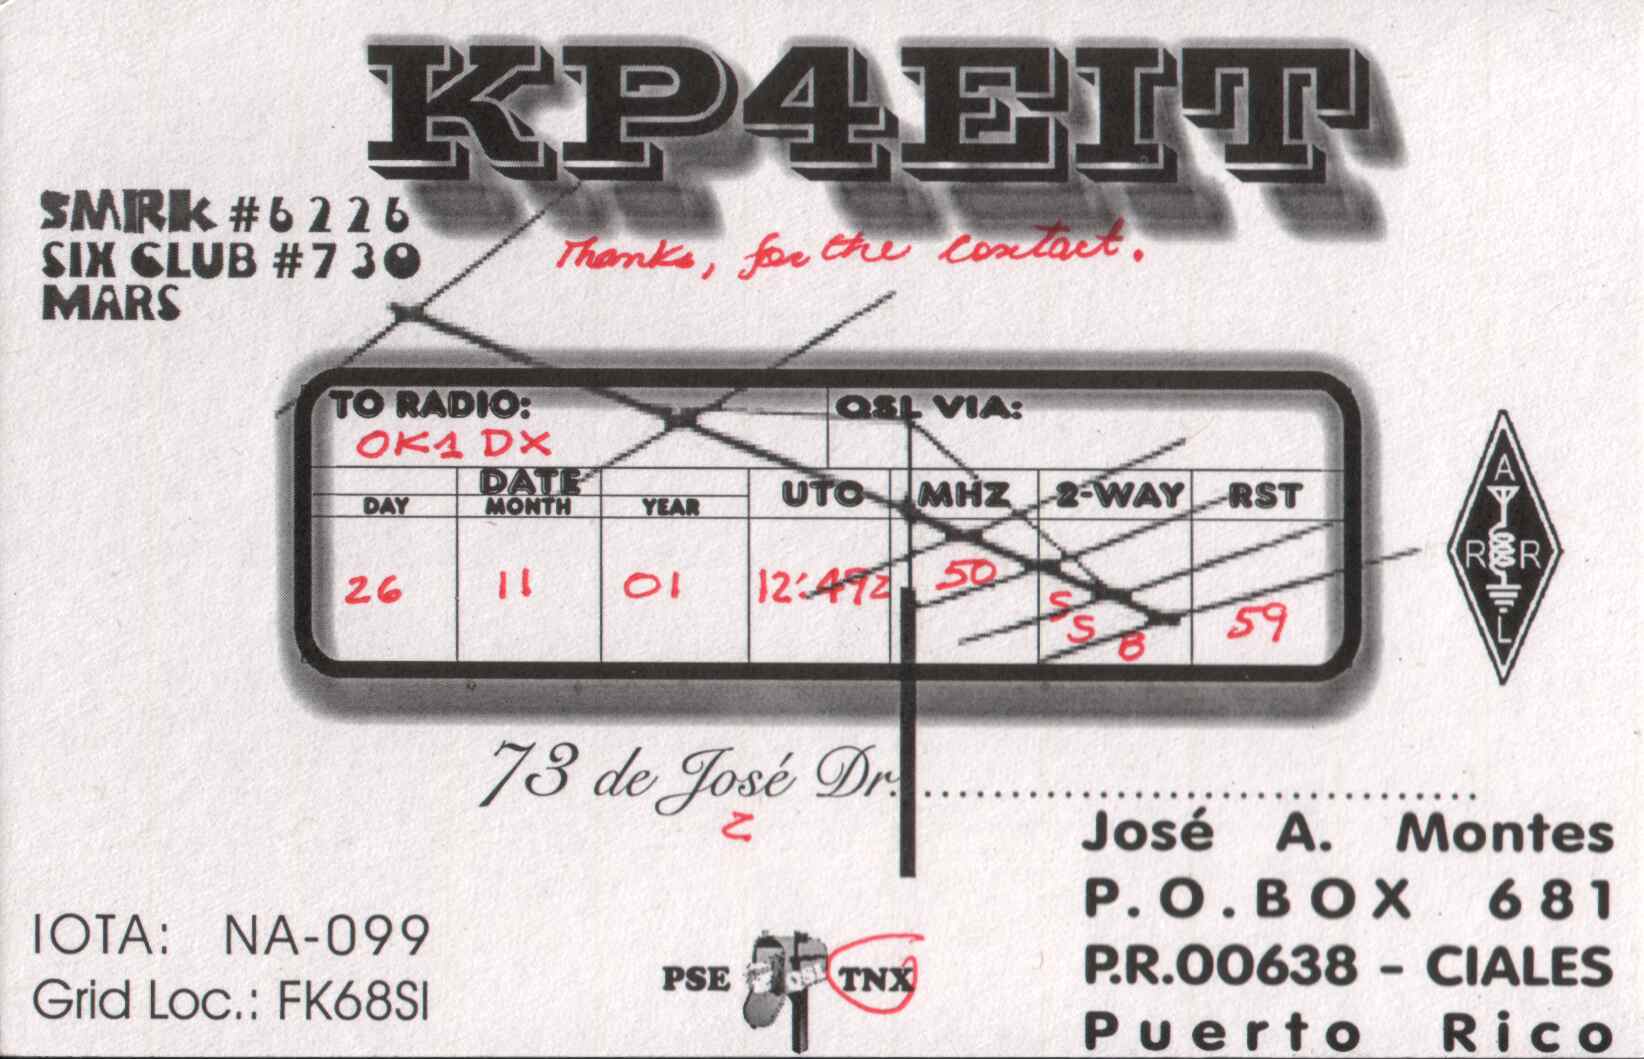 KP4EIT
SMRK #6226
SIX CLUB #730
MARS
Thanks, for the contact.
TO RADIO: QSL VIA:
OK1DX
DATE
DAY MONTH YEAR UTC MHZ 2-WAY RST
26 11 01 12:49z 50 SSB 59
A
R R
L
73 de José Dr. ........................................
José A. Montes
P.O.BOX 681
P.R.00638 - CIALES
Puerto Rico
IOTA: NA-099
Grid Loc.: FK68SI
PSE QSL TNX